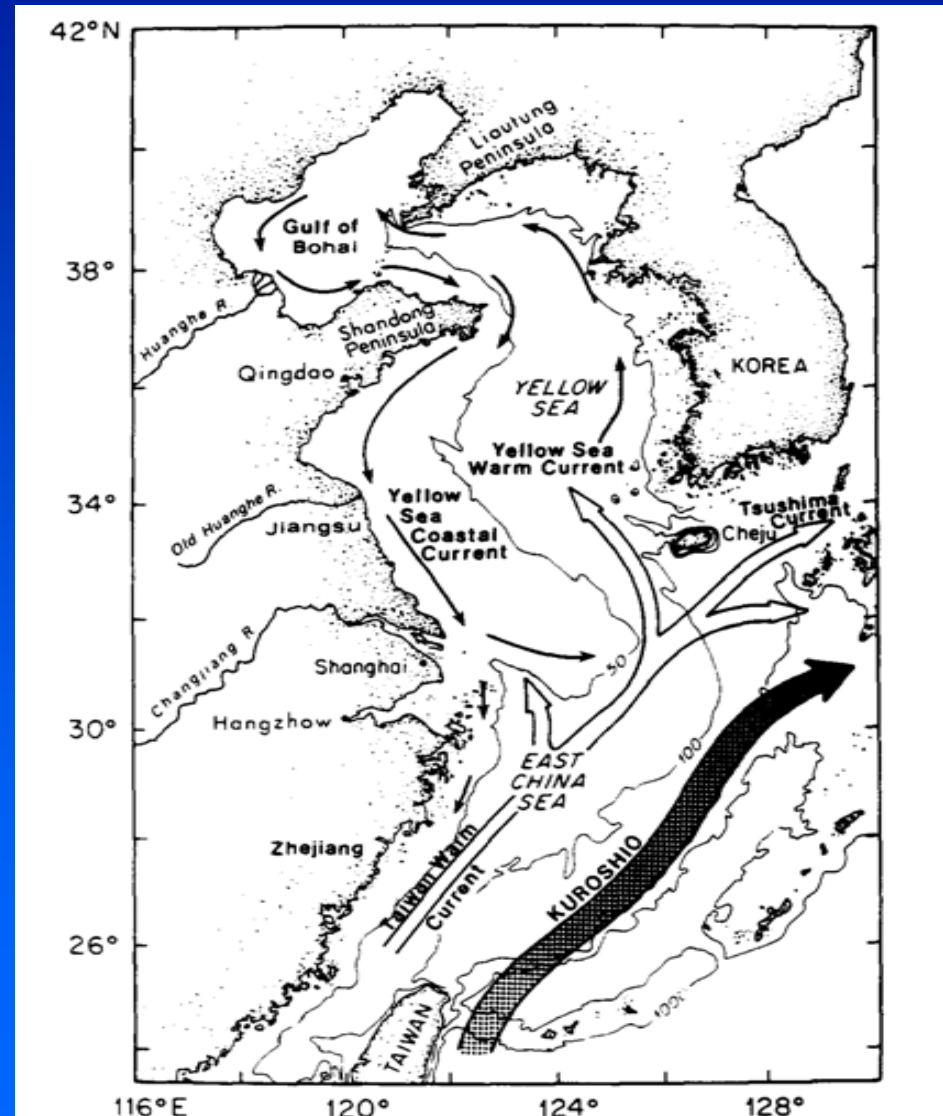 42°N
Liautung
Peninsula
Gulf of
Bohai
38°
Huanghe R.
Shandong
Peninsula
Qingdao
KOREA
YELLOW
SEA
Yellow Sea
Warm Current
34°
Old Huanghe R.
Jiangsu
Yellow
Sea
Coastal
Current
Tsushima
Current
Cheju
Changjiang R.
Shanghai
50
30°
Hangzhow
100
EAST
CHINA
SEA
Zhejiang
Taiwan Warm
Current
KUROSHIO
26°
TAIWAN
116°E
120°
124°
128°